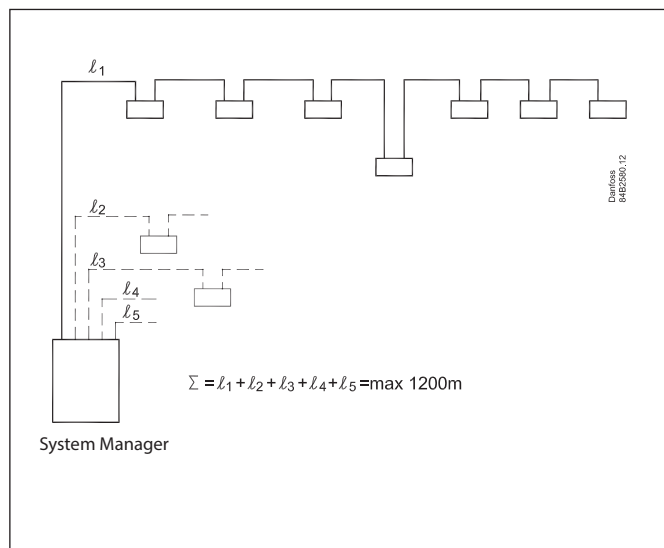 ℓ1
Danfoss
84B2580.12
ℓ2
ℓ3
ℓ4
ℓ5
Σ = ℓ1 + ℓ2 + ℓ3 + ℓ4 + ℓ5 =max 1200m
System Manager